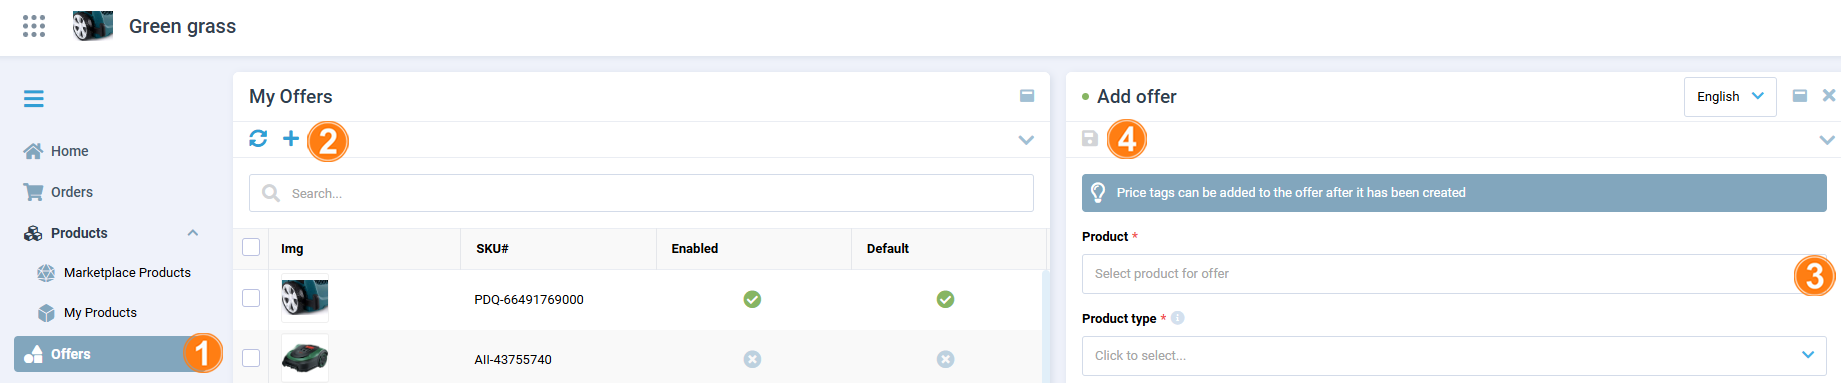 Green grass
Home
Orders
Products
Marketplace Products
My Products
Offers
1
My Offers
2
Search...
Img SKU# Enabled Default
PDQ-66491769000
AII-43755740
Add offer
English
4
Price tags can be added to the offer after it has been created
Product *
Select product for offer
3
Product type *
Click to select...